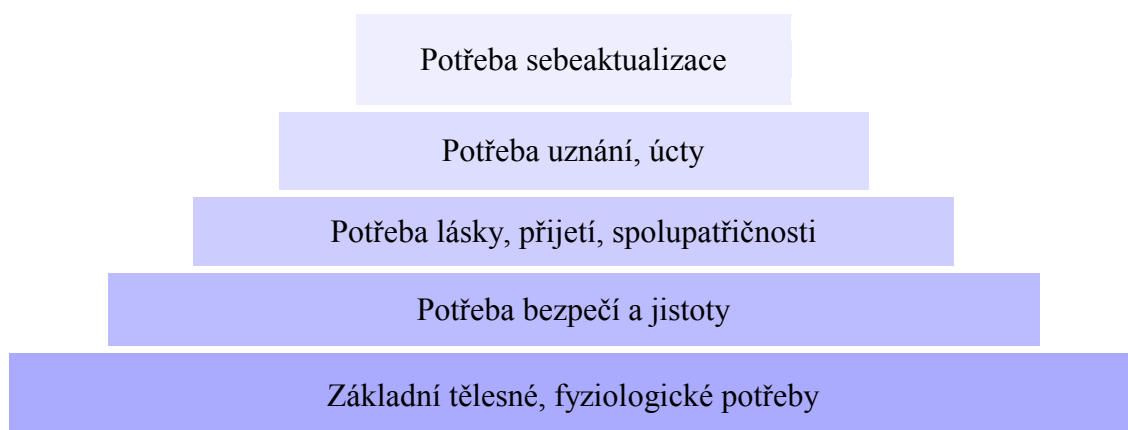 Potřeba sebeaktualizace
Potřeba uznání, úcty
Potřeba lásky, přijetí, spolupatřičnosti
Potřeba bezpečí a jistoty
Základní tělesné, fyziologické potřeby